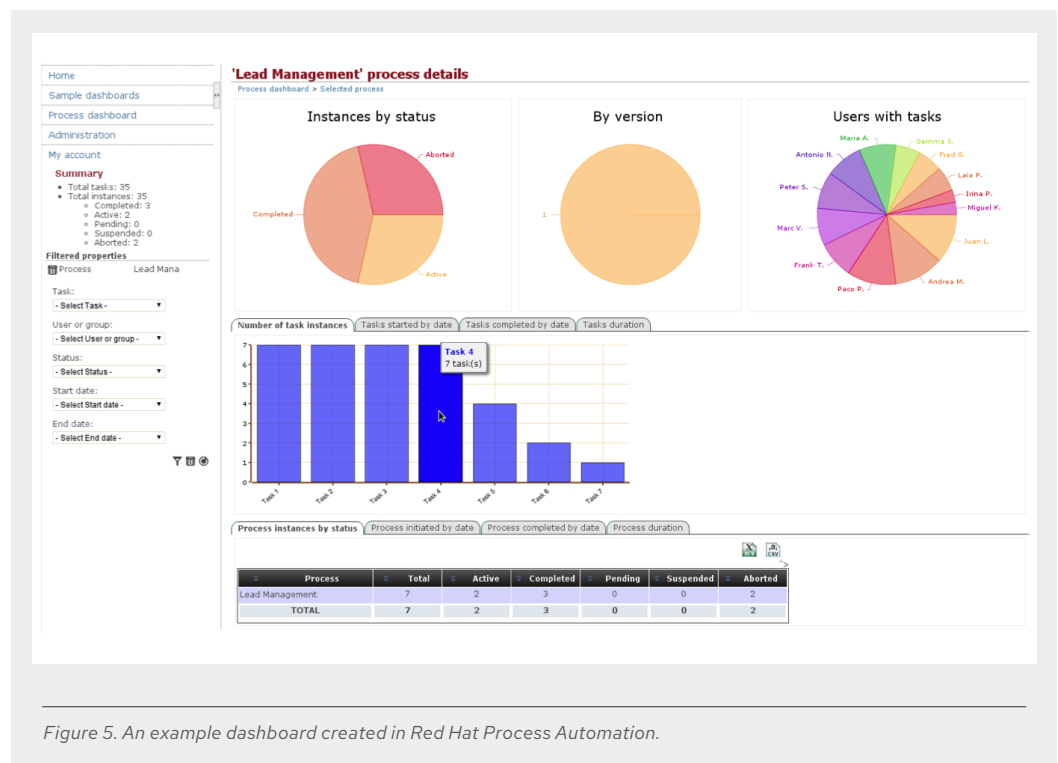 Home
Sample dashboards
Process dashboard
Administration
My account
Summary
Total tasks: 35
Total instances: 35
Completed: 3
Active: 2
Pending: 0
Suspended: 0
Aborted: 2
Filtered properties
Process Lead Mana
Task:
- Select Task -
User or group:
- Select User or group -
Status:
- Select Status -
Start date:
- Select Start date -
End date:
- Select End date -
'Lead Management' process details
Process dashboard > Selected process
Instances by status
Aborted
Completed
Active
By version
1
Users with tasks
Maria A.
Gemma S.
Antonio N.
Fred G.
Laia P.
Peter S.
Irina P.
Miguel K.
Marc V.
Juan L.
Frank T.
Andrea M.
Paco P.
Number of task instances Tasks started by date Tasks completed by date Tasks duration
7
6
5
4
3
2
1
0
Task 4
7 task(s)
Task 1 Task 2 Task 3 Task 4 Task 5 Task 6 Task 7
Process instances by status Process initiated by date Process completed by date Process duration
XLS CSV
">
Process Total Active Completed Pending Suspended Aborted
Lead Management 7 2 3 0 0 2
TOTAL 7 2 3 0 0 2
Figure 5. An example dashboard created in Red Hat Process Automation.